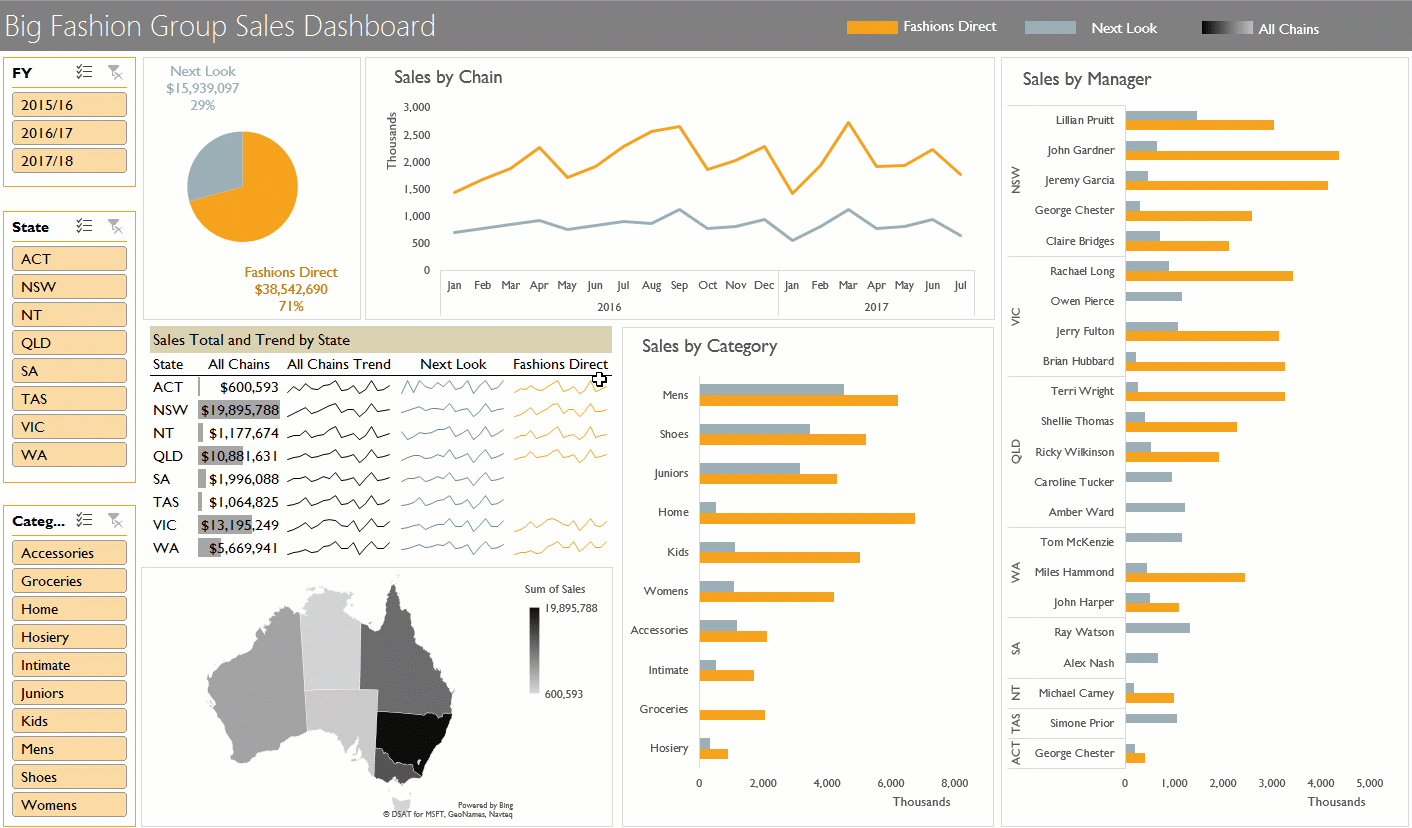 Big Fashion Group Sales Dashboard
Fashions Direct
Next Look
All Chains
FY
2015/16
2016/17
2017/18
State
ACT
NSW
NT
QLD
SA
TAS
VIC
WA
Categ...
Accessories
Groceries
Home
Hosiery
Intimate
Juniors
Kids
Mens
Shoes
Womens
Next Look
$15,939,097
29%
Fashions Direct
$38,542,690
71%
Sales by Chain
Thousands
3,000
2,500
2,000
1,500
1,000
500
0
Jan Feb Mar Apr May Jun Jul Aug Sep Oct Nov Dec Jan Feb Mar Apr May Jun Jul
2016 2017
Sales Total and Trend by State
State All Chains All Chains Trend Next Look Fashions Direct
ACT $600,593
NSW $19,895,788
NT $1,177,674
QLD $10,881,631
SA $1,996,088
TAS $1,064,825
VIC $13,195,249
WA $5,669,941
Sum of Sales
19,895,788
600,593
Powered by Bing
© DSAT for MSFT, GeoNames, Navteq
Sales by Category
Mens
Shoes
Juniors
Home
Kids
Womens
Accessories
Intimate
Groceries
Hosiery
0 2,000 4,000 6,000 8,000
Thousands
Sales by Manager
NSW
Lillian Pruitt
John Gardner
Jeremy Garcia
George Chester
Claire Bridges
VIC
Rachael Long
Owen Pierce
Jerry Fulton
Brian Hubbard
QLD
Terri Wright
Shellie Thomas
Ricky Wilkinson
Caroline Tucker
Amber Ward
WA
Tom McKenzie
Miles Hammond
John Harper
SA
Ray Watson
Alex Nash
NT
Michael Carney
TAS
Simone Prior
ACT
George Chester
0 1,000 2,000 3,000 4,000 5,000
Thousands